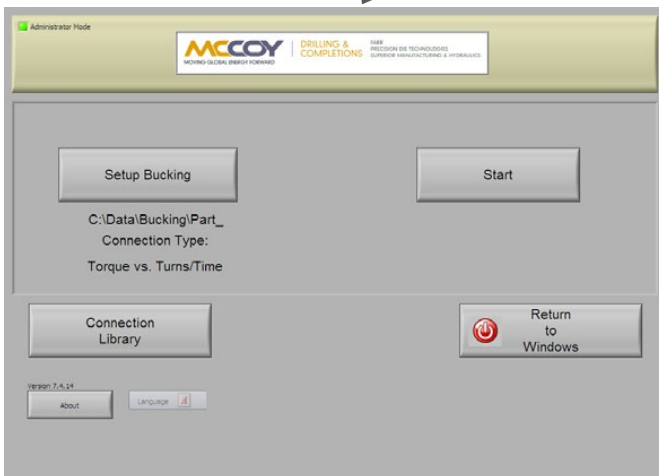 Administrator Mode
McCOY
MOVING GLOBAL ENERGY FORWARD
DRILLING &
COMPLETIONS
FARR
PRECISION DIE TECHNOLOGIES
SUPERIOR MANUFACTURING & HYDRAULICS
Setup Bucking
Start
C:\Data\Bucking\Part_
Connection Type:
Torque vs. Turns/Time
Connection
Library
Return
to
Windows
Version 7.4.14
About
Language